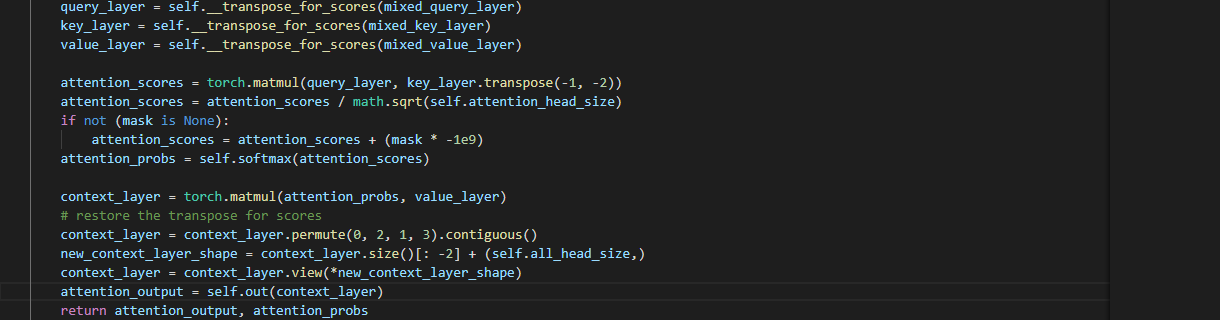 query_layer = self.__transpose_for_scores(mixed_query_layer)
key_layer = self.__transpose_for_scores(mixed_key_layer)
value_layer = self.__transpose_for_scores(mixed_value_layer)
attention_scores = torch.matmul(query_layer, key_layer.transpose(-1, -2))
attention_scores = attention_scores / math.sqrt(self.attention_head_size)
if not (mask is None):
    attention_scores = attention_scores + (mask * -1e9)
attention_probs = self.softmax(attention_scores)
context_layer = torch.matmul(attention_probs, value_layer)
# restore the transpose for scores
context_layer = context_layer.permute(0, 2, 1, 3).contiguous()
new_context_layer_shape = context_layer.size()[: -2] + (self.all_head_size,)
context_layer = context_layer.view(*new_context_layer_shape)
attention_output = self.out(context_layer)
return attention_output, attention_probs